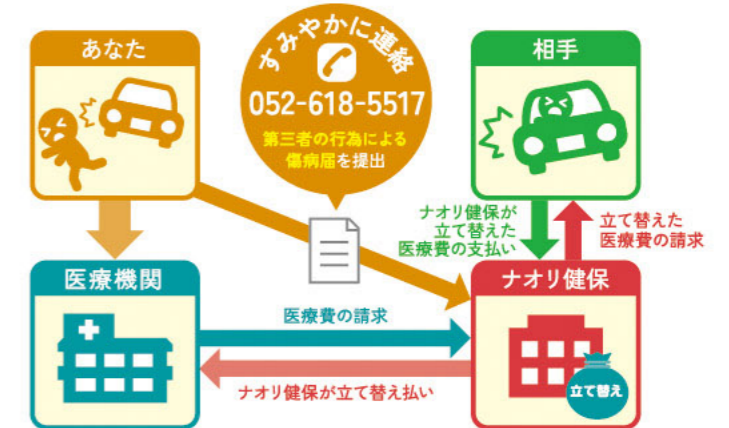 あなた
すみやかに連絡
052-618-5517
第三者の行為による
傷病届を提出
相手
ナオリ健保が
立て替えた
医療費の支払い
立て替えた
医療費の請求
医療機関
医療費の請求
ナオリ健保が立て替え払い
ナオリ健保
立て替え